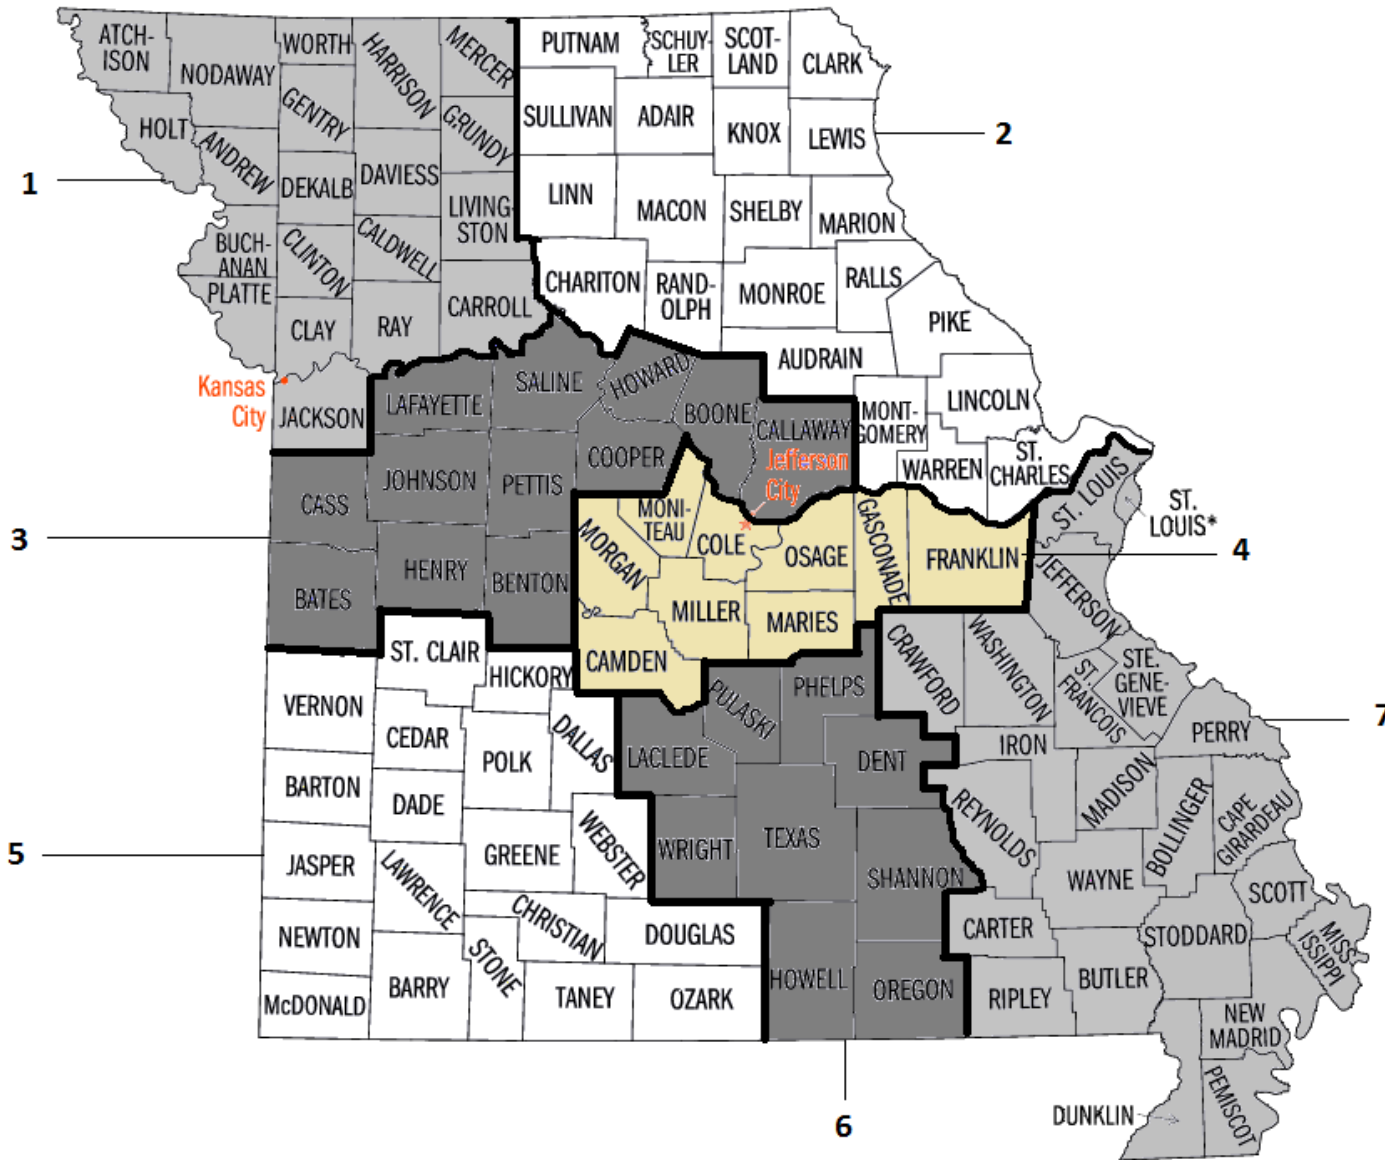 ATCH-
ISON
NODAWAY
WORTH
HARRISON
MERCER
PUTNAM
SCHUY-
LER
SCOT-
LAND
CLARK
HOLT
ANDREW
GENTRY
GRUNDY
SULLIVAN
ADAIR
KNOX
LEWIS
2
1
DEKALB
DAVIESS
LIVING-
STON
LINN
MACON
SHELBY
MARION
BUCH-
ANAN
CLINTON
CALDWELL
PLATTE
CARROLL
CHARITON
RAND-
OLPH
MONROE
RALLS
PIKE
CLAY
RAY
AUDRAIN
Kansas
City
JACKSON
LAFAYETTE
SALINE
HOWARD
BOONE
CALLAWAY
MONT-
GOMERY
LINCOLN
WARREN
ST.
CHARLES
CASS
JOHNSON
PETTIS
COOPER
Jefferson
City
ST. LOUIS
ST.
LOUIS*
3
MORGAN
MONI-
TEAU
COLE
OSAGE
GASCONADE
FRANKLIN
4
JEFFERSON
BATES
HENRY
BENTON
MILLER
MARIES
ST. CLAIR
HICKORY
CAMDEN
PULASKI
PHELPS
CRAWFORD
WASHINGTON
ST.
FRANCOIS
STE.
GENE-
VIEVE
VERNON
CEDAR
POLK
DALLAS
LACLEDE
DENT
IRON
PERRY
7
BARTON
DADE
WEBSTER
WRIGHT
TEXAS
REYNOLDS
MADISON
BOLLINGER
CAPE
GIRARDEAU
5
JASPER
LAWRENCE
GREENE
SHANNON
WAYNE
SCOTT
NEWTON
CHRISTIAN
DOUGLAS
CARTER
STODDARD
MISS-
ISSIPPI
McDONALD
BARRY
STONE
TANEY
OZARK
HOWELL
OREGON
RIPLEY
BUTLER
NEW
MADRID
6
DUNKLIN
PEMISCOT